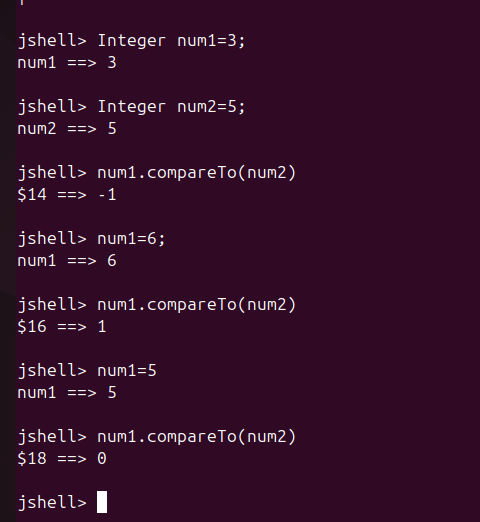 jshell> Integer num1=3;
num1 ==> 3
jshell> Integer num2=5;
num2 ==> 5
jshell> num1.compareTo(num2)
$14 ==> -1
jshell> num1=6;
num1 ==> 6
jshell> num1.compareTo(num2)
$16 ==> 1
jshell> num1=5
num1 ==> 5
jshell> num1.compareTo(num2)
$18 ==> 0
jshell>